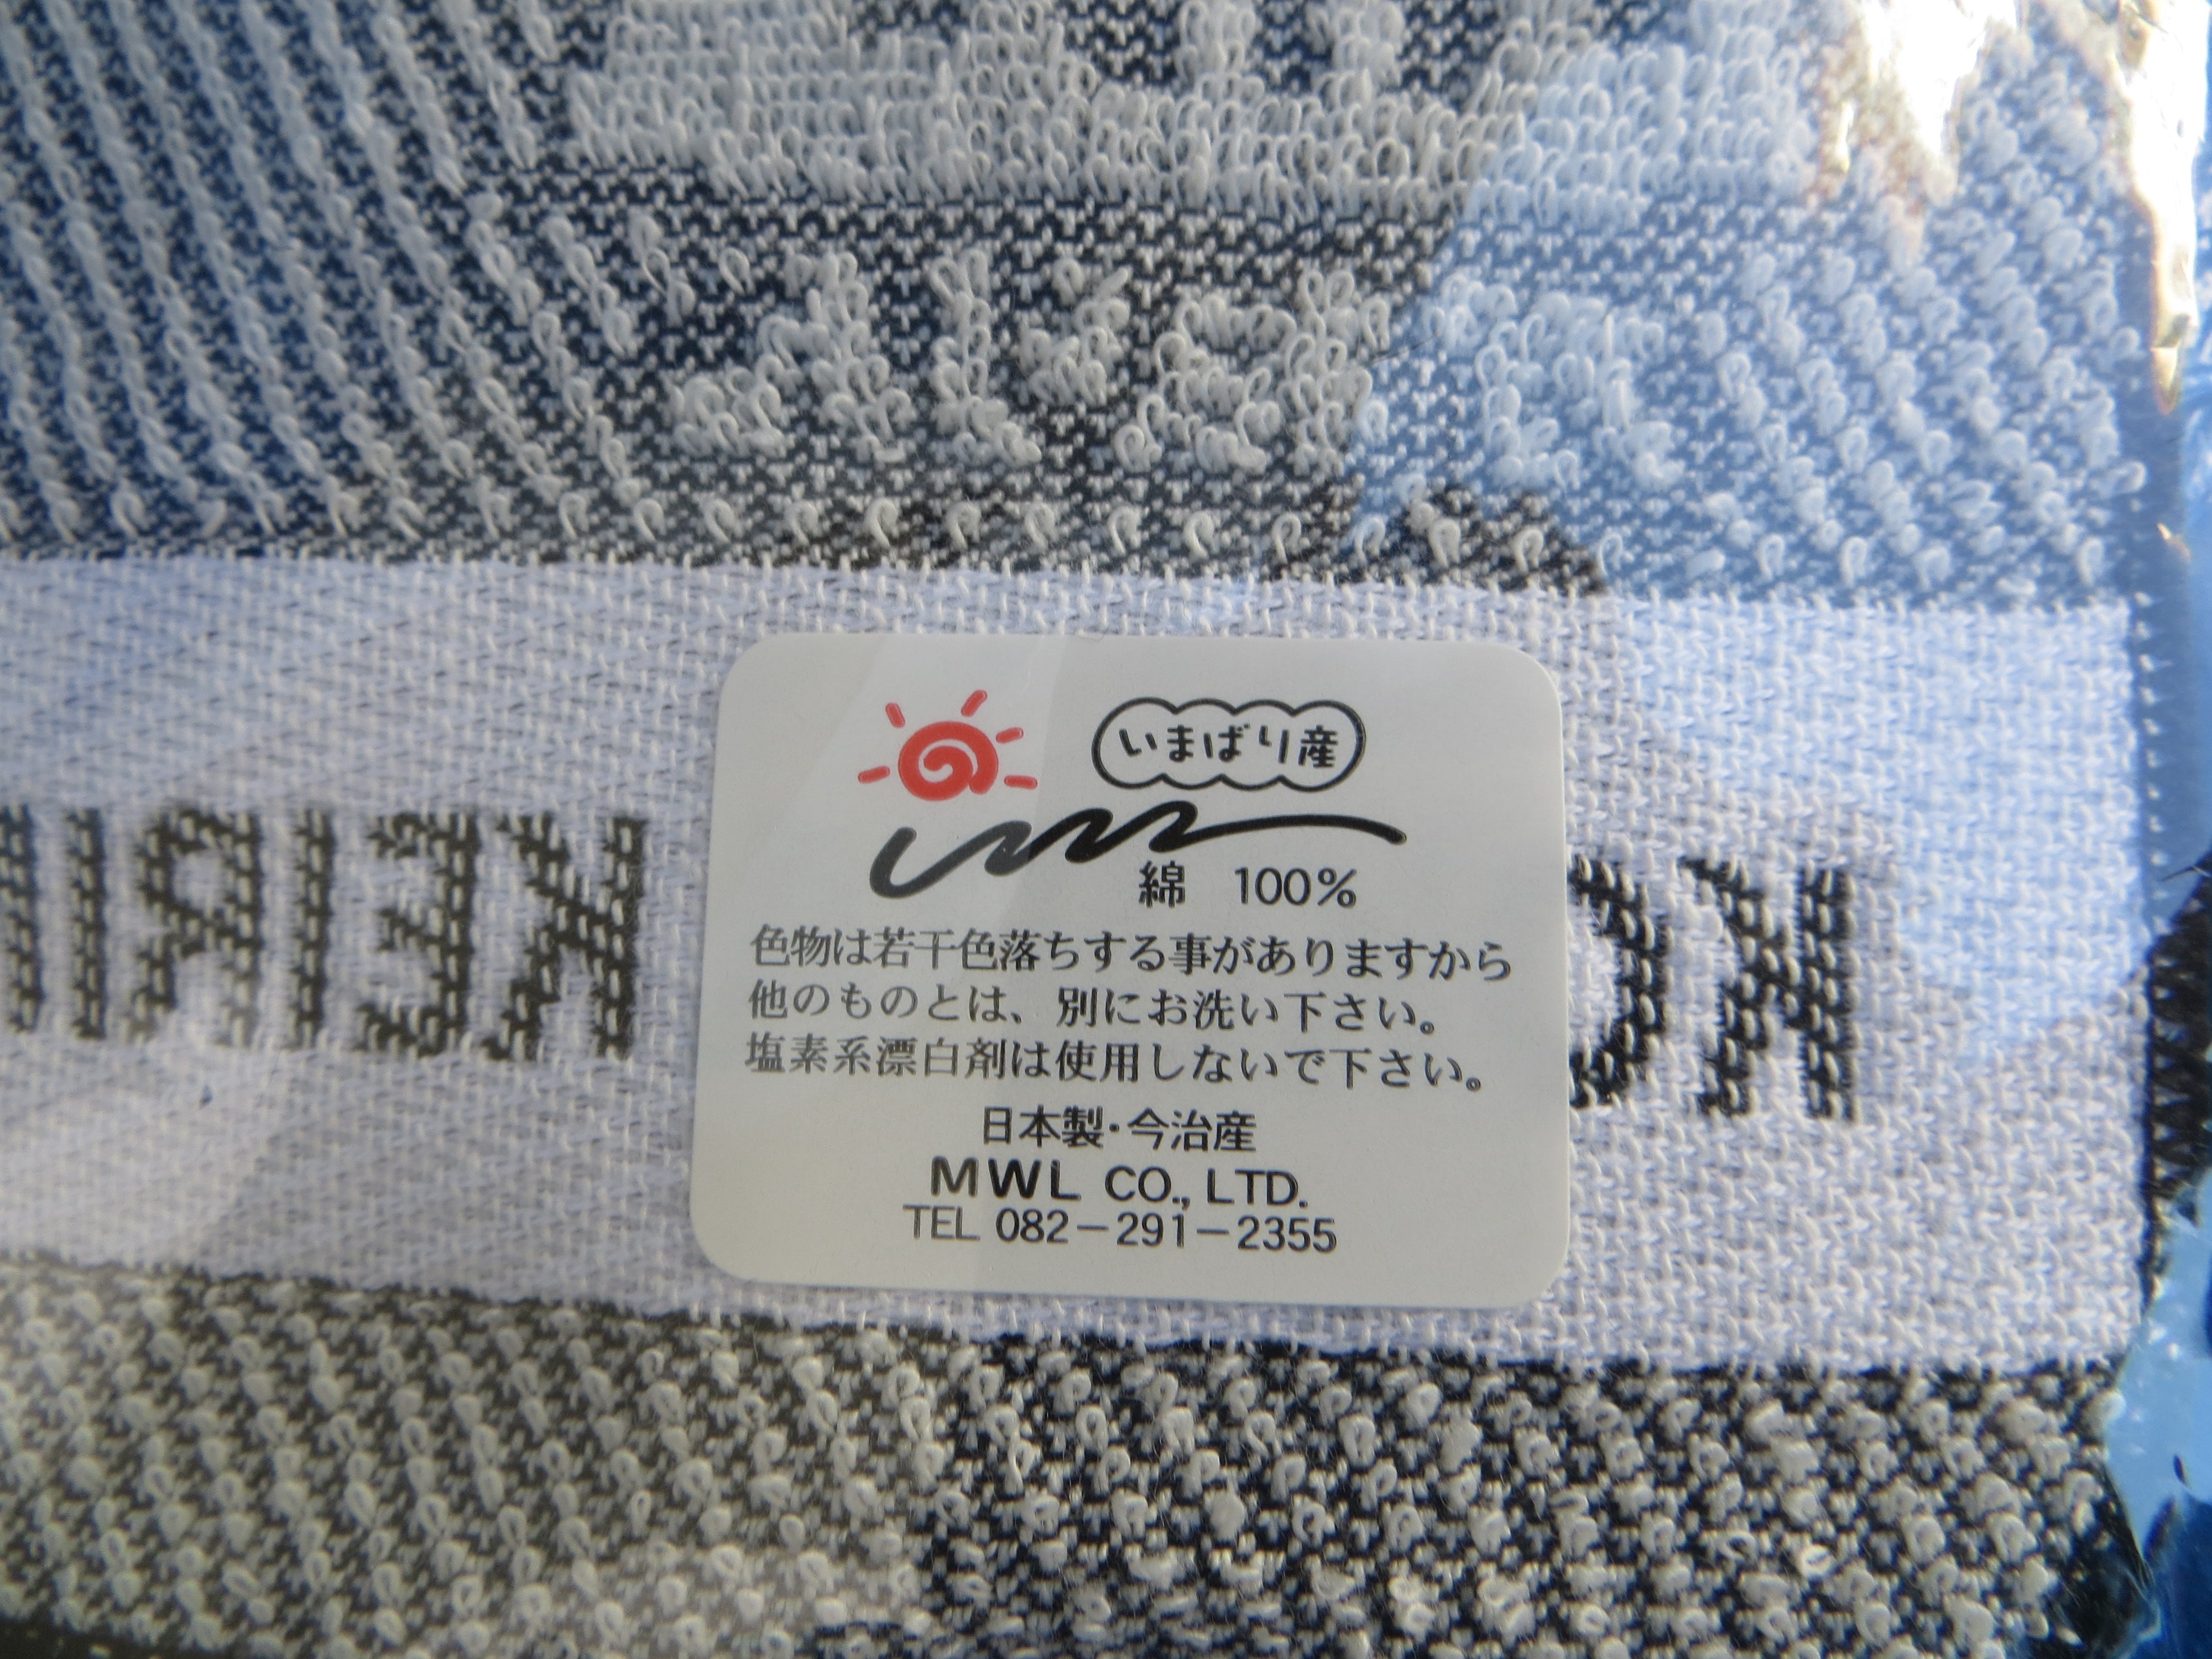 いまばり産
綿 100%
色物は若干色落ちする事がありますから
他のものとは、別にお洗い下さい。
塩素系漂白剤は使用しないで下さい。
日本製・今治産
MWL CO., LTD.
TEL 082-291-2355